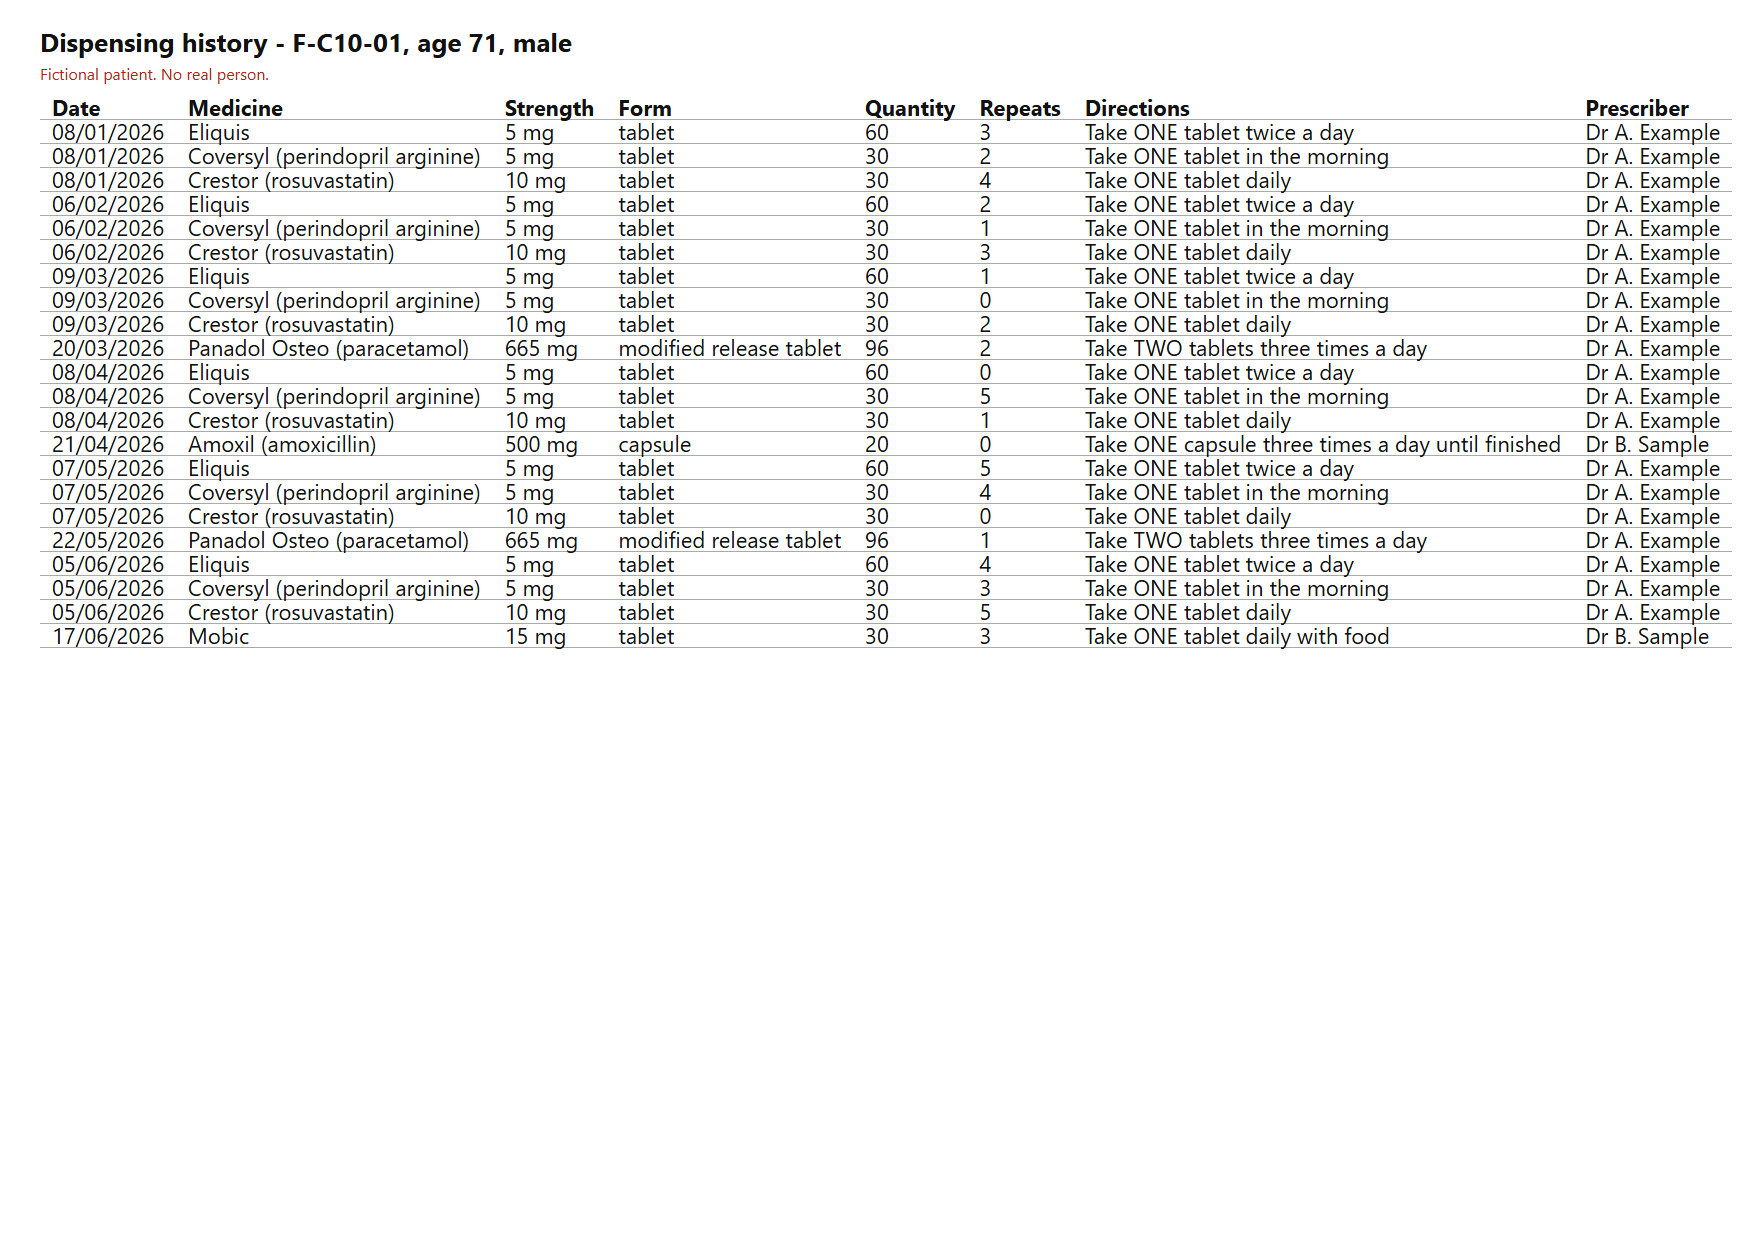 Dispensing history - F-C10-01, age 71, male
Fictional patient. No real person.
Date Medicine Strength Form Quantity Repeats Directions Prescriber
08/01/2026 Eliquis 5 mg tablet 60 3 Take ONE tablet twice a day Dr A. Example
08/01/2026 Coversyl (perindopril arginine) 5 mg tablet 30 2 Take ONE tablet in the morning Dr A. Example
08/01/2026 Crestor (rosuvastatin) 10 mg tablet 30 4 Take ONE tablet daily Dr A. Example
06/02/2026 Eliquis 5 mg tablet 60 2 Take ONE tablet twice a day Dr A. Example
06/02/2026 Coversyl (perindopril arginine) 5 mg tablet 30 1 Take ONE tablet in the morning Dr A. Example
06/02/2026 Crestor (rosuvastatin) 10 mg tablet 30 3 Take ONE tablet daily Dr A. Example
09/03/2026 Eliquis 5 mg tablet 60 1 Take ONE tablet twice a day Dr A. Example
09/03/2026 Coversyl (perindopril arginine) 5 mg tablet 30 0 Take ONE tablet in the morning Dr A. Example
09/03/2026 Crestor (rosuvastatin) 10 mg tablet 30 2 Take ONE tablet daily Dr A. Example
20/03/2026 Panadol Osteo (paracetamol) 665 mg modified release tablet 96 2 Take TWO tablets three times a day Dr A. Example
08/04/2026 Eliquis 5 mg tablet 60 0 Take ONE tablet twice a day Dr A. Example
08/04/2026 Coversyl (perindopril arginine) 5 mg tablet 30 5 Take ONE tablet in the morning Dr A. Example
08/04/2026 Crestor (rosuvastatin) 10 mg tablet 30 1 Take ONE tablet daily Dr A. Example
21/04/2026 Amoxil (amoxicillin) 500 mg capsule 20 0 Take ONE capsule three times a day until finished Dr B. Sample
07/05/2026 Eliquis 5 mg tablet 60 5 Take ONE tablet twice a day Dr A. Example
07/05/2026 Coversyl (perindopril arginine) 5 mg tablet 30 4 Take ONE tablet in the morning Dr A. Example
07/05/2026 Crestor (rosuvastatin) 10 mg tablet 30 0 Take ONE tablet daily Dr A. Example
22/05/2026 Panadol Osteo (paracetamol) 665 mg modified release tablet 96 1 Take TWO tablets three times a day Dr A. Example
05/06/2026 Eliquis 5 mg tablet 60 4 Take ONE tablet twice a day Dr A. Example
05/06/2026 Coversyl (perindopril arginine) 5 mg tablet 30 3 Take ONE tablet in the morning Dr A. Example
05/06/2026 Crestor (rosuvastatin) 10 mg tablet 30 5 Take ONE tablet daily Dr A. Example
17/06/2026 Mobic 15 mg tablet 30 3 Take ONE tablet daily with food Dr B. Sample